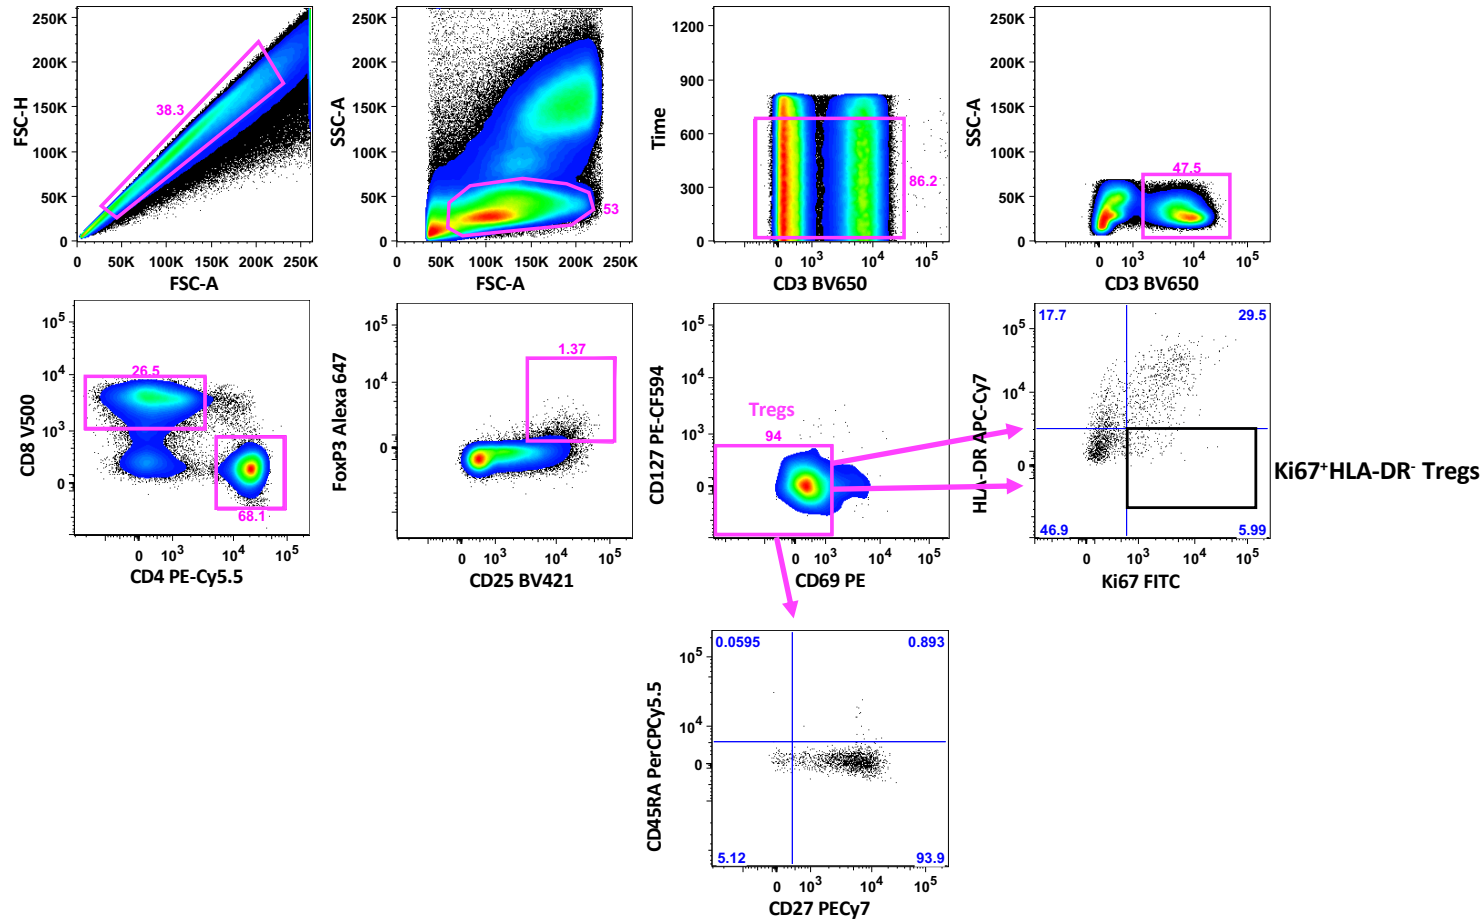 250K
200K
150K
100K
50K
0
FSC-H
38.3
0 50K 100K 150K 200K 250K
FSC-A
250K
200K
150K
100K
50K
0
SSC-A
53
50K 100K 150K 200K 250K
FSC-A
1200
900
600
300
0
Time
86.2
0 10³ 10⁴ 10⁵
CD3 BV650
250K
200K
150K
100K
50K
0
SSC-A
47.5
0 10³ 10⁴ 10⁵
CD3 BV650
10⁵
10⁴
10³
0
CD8 V500
26.5
68.1
0 10³ 10⁴ 10⁵
CD4 PE-Cy5.5
10⁵
10⁴
0
FoxP3 Alexa 647
1.37
0 10³ 10⁴ 10⁵
CD25 BV421
10⁵
10⁴
10³
0
CD127 PE-CF594
Tregs
94
0 10³ 10⁴ 10⁵
CD69 PE
10⁵
10⁴
10³
0
HLA-DR APC-Cy7
17.7 29.5
46.9 5.99
0 10³ 10⁴ 10⁵
Ki67 FITC
Ki67⁺HLA-DR⁻ Tregs
10⁵
10⁴
0
CD45RA PerCPCy5.5
0.0595 0.893
5.12 93.9
0 10³ 10⁴ 10⁵
CD27 PECy7